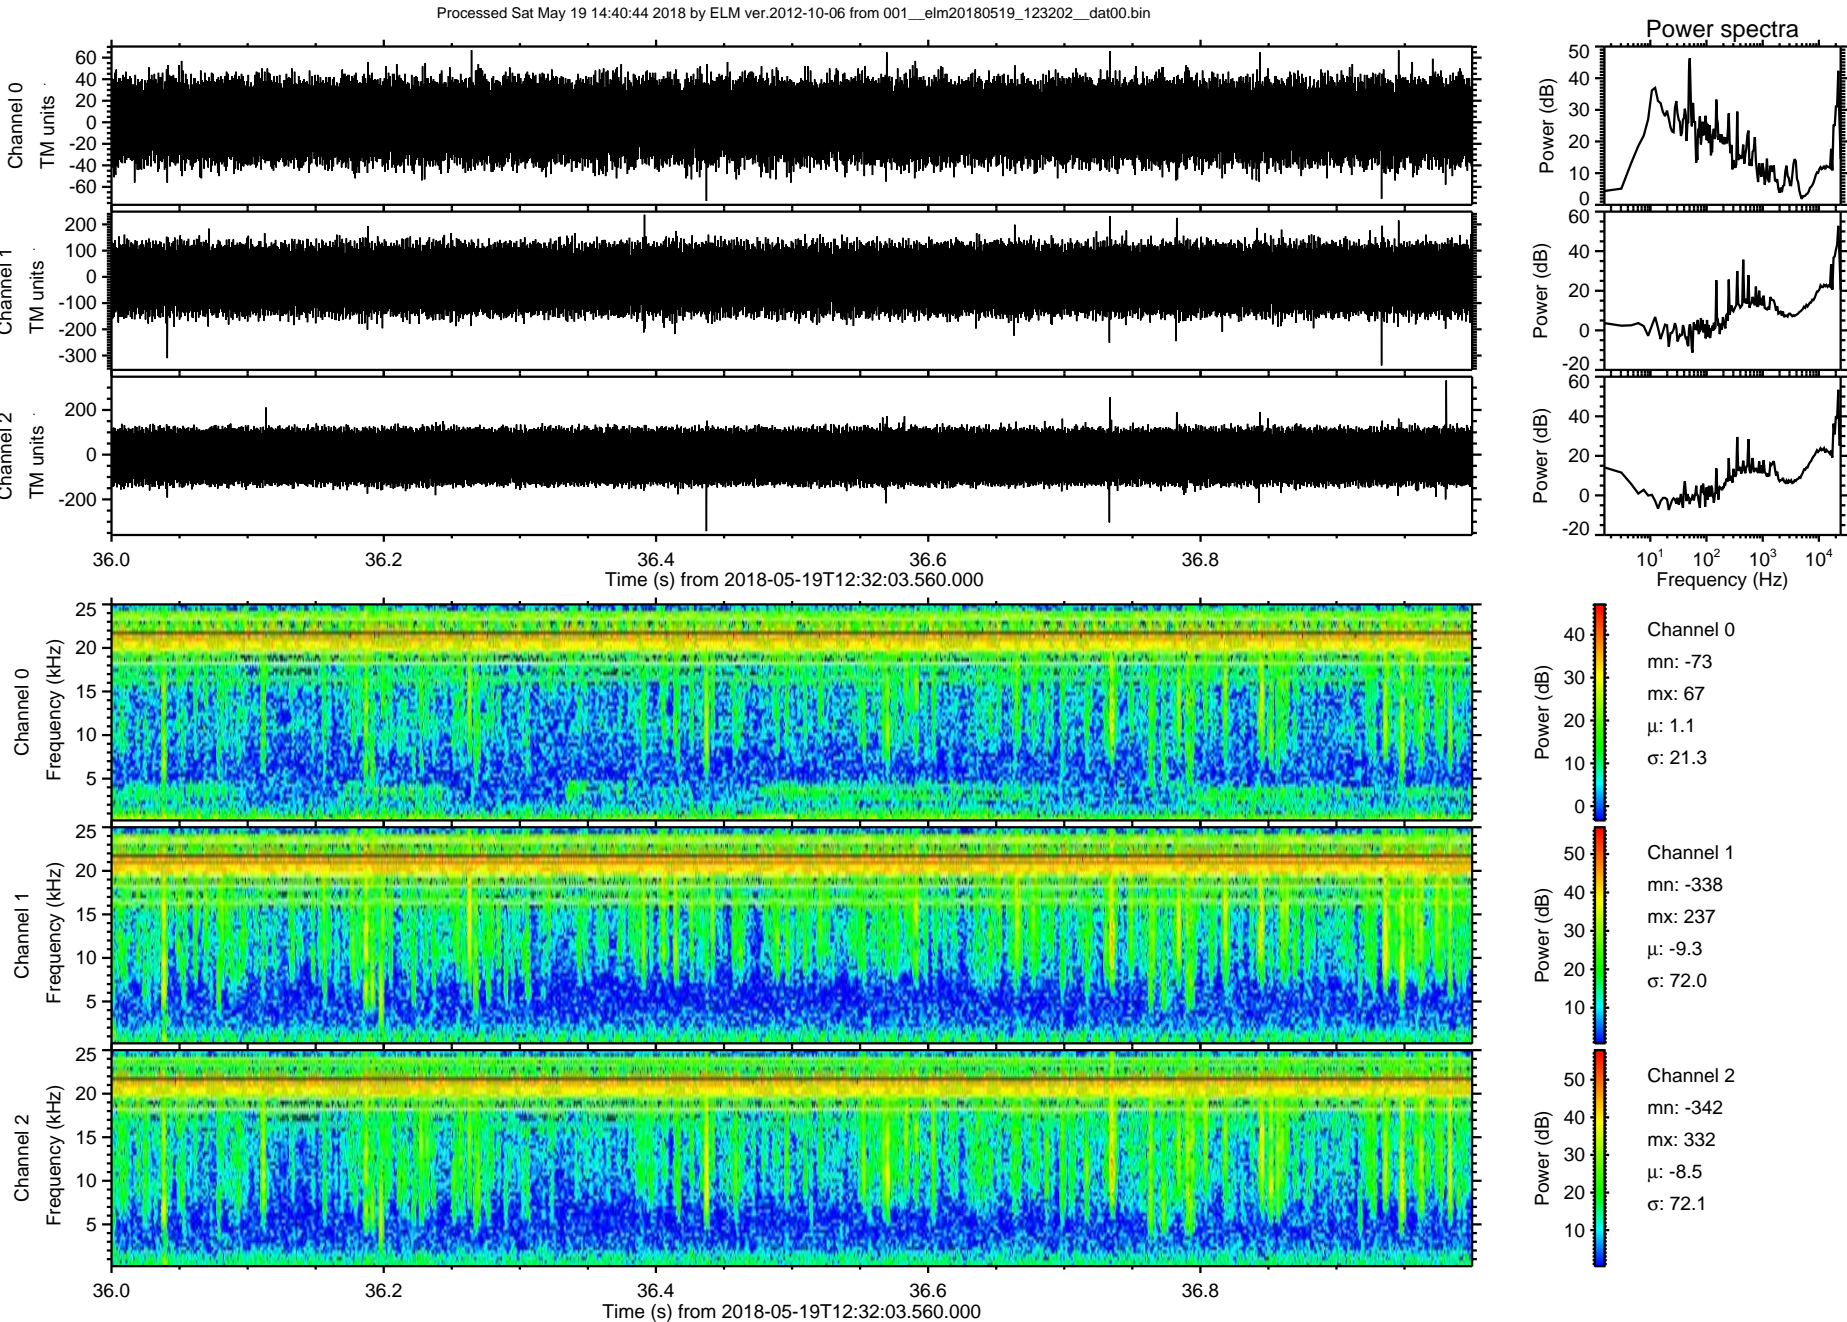 Processed Sat May 19 14:40:44 2018 by ELM ver.2012-10-06 from 001__elm20180519_123202__dat00.bin
Power spectra
Channel 0
TM units
60
40
20
0
-20
-40
-60
Power (dB)
50
40
30
20
10
0
Channel 1
TM units
200
100
0
-100
-200
-300
Power (dB)
60
40
20
0
-20
Channel 2
TM units
200
0
-200
Power (dB)
60
40
20
0
-20
36.0 36.2 36.4 36.6 36.8
Time (s) from 2018-05-19T12:32:03.560.000
10¹ 10² 10³ 10⁴
Frequency (Hz)
Channel 0
Frequency (kHz)
25
20
15
10
5
Power (dB)
40
30
20
10
0
Channel 0
mn: -73
mx: 67
μ: 1.1
σ: 21.3
Channel 1
Frequency (kHz)
25
20
15
10
5
Power (dB)
50
40
30
20
10
Channel 1
mn: -338
mx: 237
μ: -9.3
σ: 72.0
Channel 2
Frequency (kHz)
25
20
15
10
5
Power (dB)
50
40
30
20
10
Channel 2
mn: -342
mx: 332
μ: -8.5
σ: 72.1
36.0 36.2 36.4 36.6 36.8
Time (s) from 2018-05-19T12:32:03.560.000